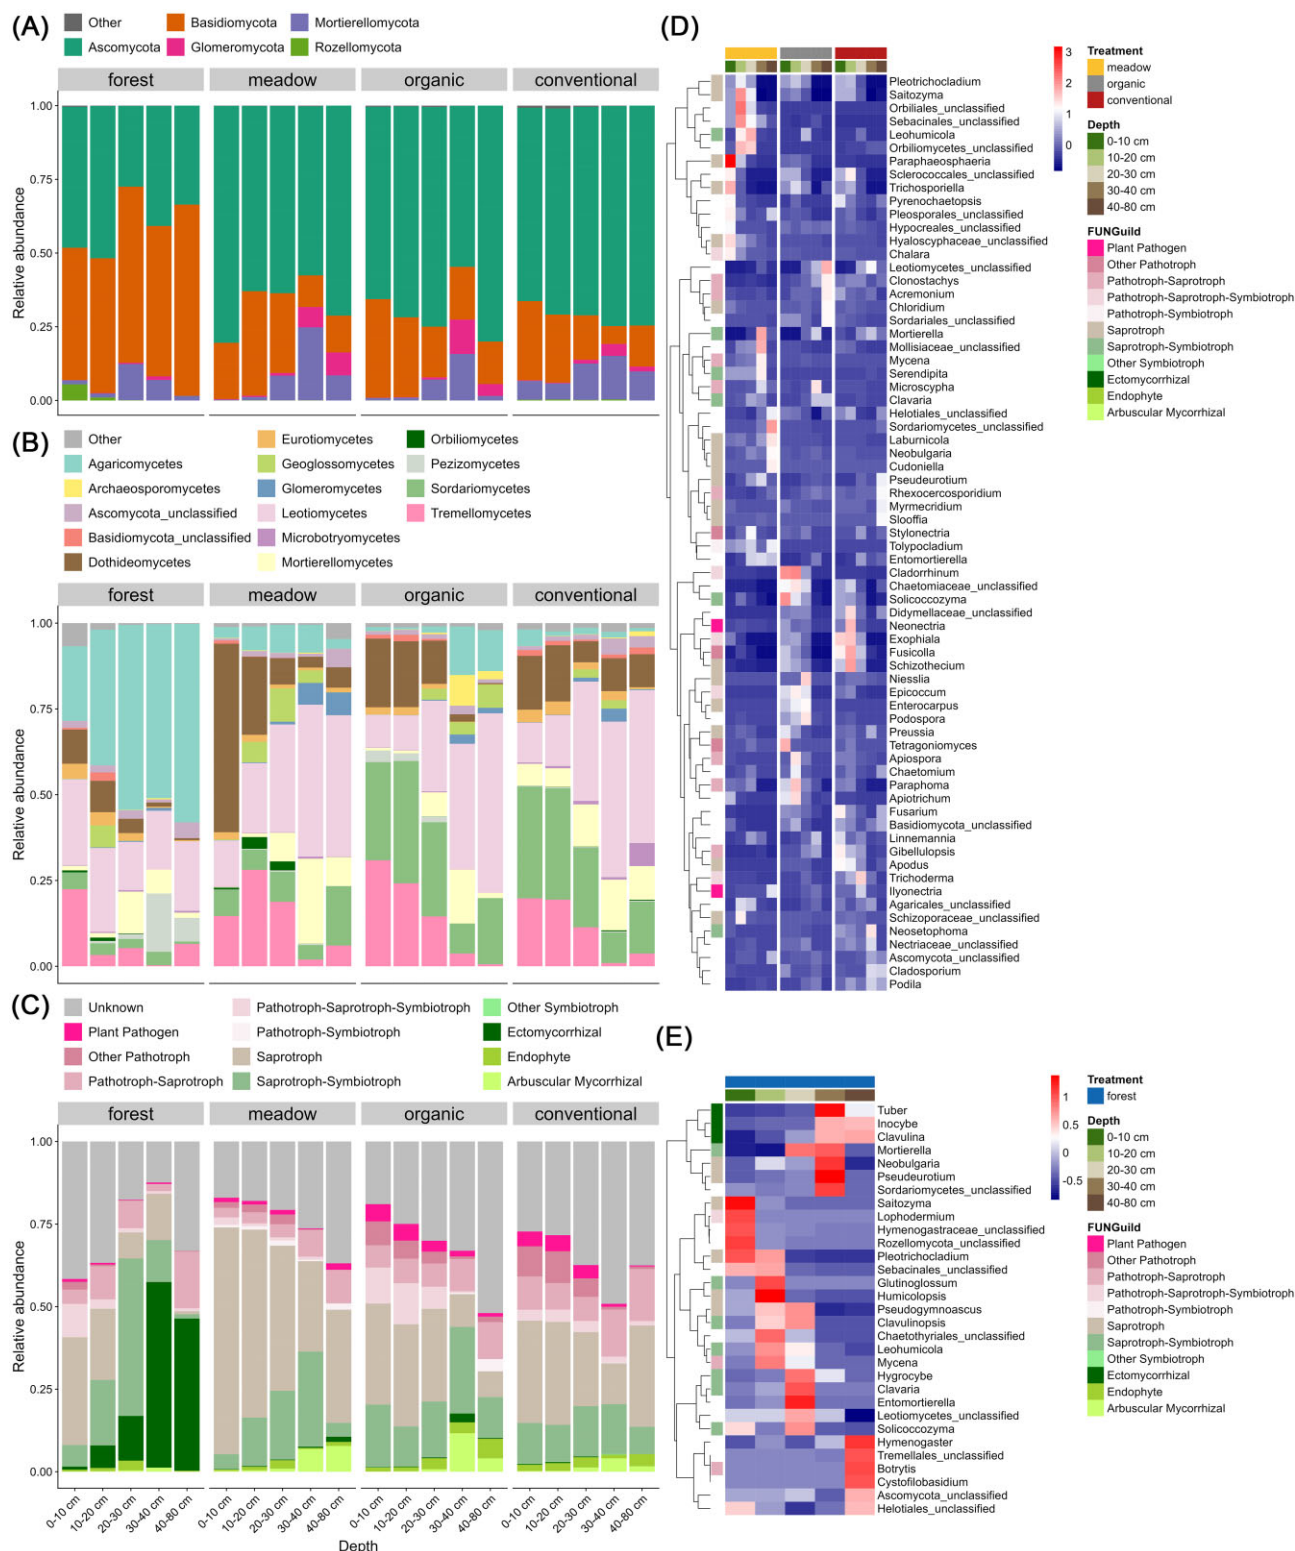 (A)
Other
Basidiomycota
Mortierellomycota
Ascomycota
Glomeromycota
Rozellomycota
forest
meadow
organic
conventional
Relative abundance
1.00
0.75
0.50
0.25
0.00
(B)
Other
Eurotiomycetes
Orbiliomycetes
Agaricomycetes
Geoglossomycetes
Pezizomycetes
Archaeosporomycetes
Glomeromycetes
Sordariomycetes
Ascomycota_unclassified
Leotiomycetes
Tremellomycetes
Basidiomycota_unclassified
Microbotryomycetes
Dothideomycetes
Mortierellomycetes
forest
meadow
organic
conventional
Relative abundance
1.00
0.75
0.50
0.25
0.00
(C)
Unknown
Pathotroph-Saprotroph-Symbiotroph
Other Symbiotroph
Plant Pathogen
Pathotroph-Symbiotroph
Ectomycorrhizal
Other Pathotroph
Saprotroph
Endophyte
Pathotroph-Saprotroph
Saprotroph-Symbiotroph
Arbuscular Mycorrhizal
forest
meadow
organic
conventional
Relative abundance
1.00
0.75
0.50
0.25
0.00
0-10 cm
10-20 cm
20-30 cm
30-40 cm
40-80 cm
0-10 cm
10-20 cm
20-30 cm
30-40 cm
40-80 cm
0-10 cm
10-20 cm
20-30 cm
30-40 cm
40-80 cm
0-10 cm
10-20 cm
20-30 cm
30-40 cm
40-80 cm
Depth
(D)
Pleotrichocladium
Saitozyma
Orbiliales_unclassified
Sebacinales_unclassified
Leohumicola
Orbiliomycetes_unclassified
Paraphaeosphaeria
Sclerococcales_unclassified
Trichosporiella
Pyrenochaetopsis
Pleosporales_unclassified
Hypocreales_unclassified
Hyaloscyphaceae_unclassified
Chalara
Leotiomycetes_unclassified
Clonostachys
Acremonium
Chloridium
Sordariales_unclassified
Mortierella
Mollisiaceae_unclassified
Mycena
Serendipita
Microscypha
Clavaria
Helotiales_unclassified
Sordariomycetes_unclassified
Laburnicola
Neobulgaria
Cudoniella
Pseudeurotium
Rhexocercosporidium
Myrmecridium
Slooffia
Stylonectria
Tolypocladium
Entomortierella
Cladorrhinum
Chaetomiaceae_unclassified
Solicoccozyma
Didymellaceae_unclassified
Neonectria
Exophiala
Fusicolla
Schizothecium
Niesslia
Epicoccum
Enterocarpus
Podospora
Preussia
Tetragoniomyces
Apiospora
Chaetomium
Paraphoma
Apiotrichum
Fusarium
Basidiomycota_unclassified
Linnemannia
Gibellulopsis
Apodus
Trichoderma
Ilyonectria
Agaricales_unclassified
Schizoporaceae_unclassified
Neosetophoma
Nectriaceae_unclassified
Ascomycota_unclassified
Cladosporium
Podila
3
2
1
0
Treatment
meadow
organic
conventional
Depth
0-10 cm
10-20 cm
20-30 cm
30-40 cm
40-80 cm
FUNGuild
Plant Pathogen
Other Pathotroph
Pathotroph-Saprotroph
Pathotroph-Saprotroph-Symbiotroph
Pathotroph-Symbiotroph
Saprotroph
Saprotroph-Symbiotroph
Other Symbiotroph
Ectomycorrhizal
Endophyte
Arbuscular Mycorrhizal
(E)
Tuber
Inocybe
Clavulina
Mortierella
Neobulgaria
Pseudeurotium
Sordariomycetes_unclassified
Saitozyma
Lophodermium
Hymenogastraceae_unclassified
Rozellomycota_unclassified
Pleotrichocladium
Sebacinales_unclassified
Glutinoglossum
Humicolopsis
Pseudogymnoascus
Clavulinopsis
Chaetothyriales_unclassified
Leohumicola
Mycena
Hygrocybe
Clavaria
Entomortierella
Leotiomycetes_unclassified
Solicoccozyma
Hymenogaster
Tremellales_unclassified
Botrytis
Cystofilobasidium
Ascomycota_unclassified
Helotiales_unclassified
1
0.5
0
-0.5
Treatment
forest
Depth
0-10 cm
10-20 cm
20-30 cm
30-40 cm
40-80 cm
FUNGuild
Plant Pathogen
Other Pathotroph
Pathotroph-Saprotroph
Pathotroph-Saprotroph-Symbiotroph
Pathotroph-Symbiotroph
Saprotroph
Saprotroph-Symbiotroph
Other Symbiotroph
Ectomycorrhizal
Endophyte
Arbuscular Mycorrhizal